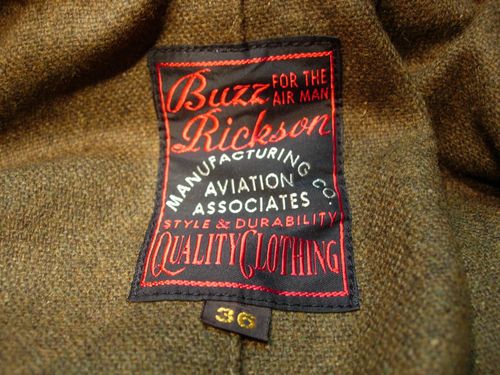 Buzz FOR THE
AIR MAN
Rickson
MANUFACTURING CO.
AVIATION
ASSOCIATES
STYLE & DURABILITY
QUALITY CLOTHING
36